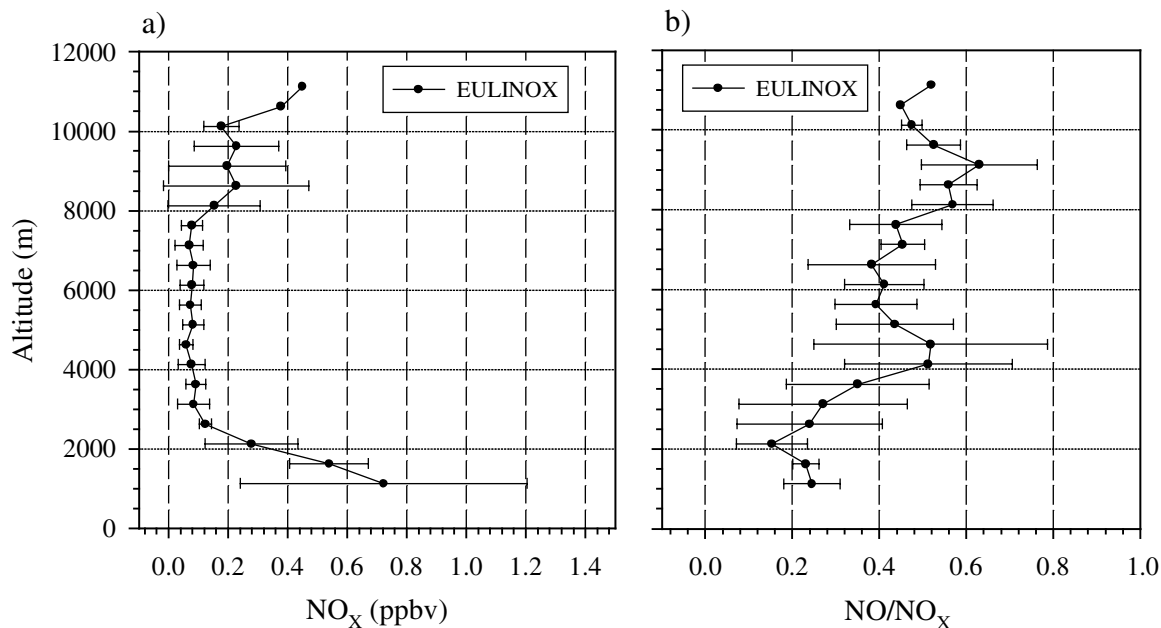 a)
b)
EULINOX
EULINOX
Altitude (m)
12000
10000
8000
6000
4000
2000
0
0.0 0.2 0.4 0.6 0.8 1.0 1.2 1.4
0.0 0.2 0.4 0.6 0.8 1.0
NOX (ppbv)
NO/NOX